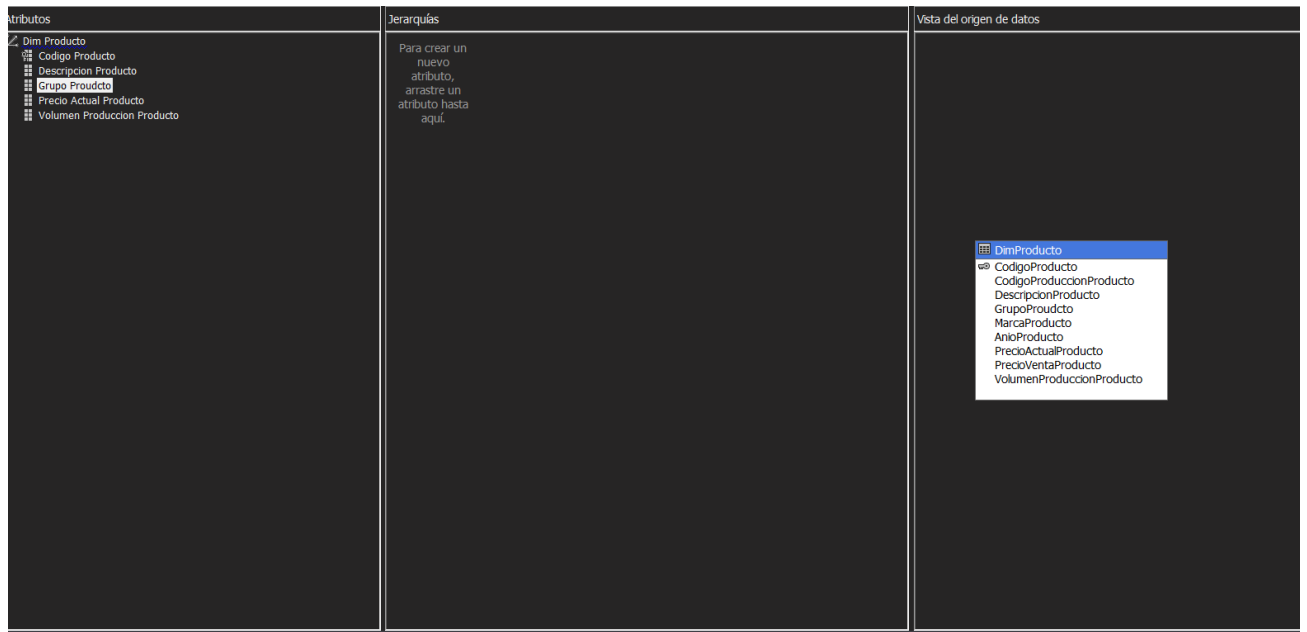 Atributos
Dim Producto
Codigo Producto
Descripcion Producto
Grupo Proudcto
Precio Actual Producto
Volumen Produccion Producto
Jerarquías
Para crear un
nuevo
atributo,
arrastre un
atributo hasta
aquí.
Vista del origen de datos
DimProducto
CodigoProducto
CodigoProduccionProducto
DescripcionProducto
GrupoProudcto
MarcaProducto
AnioProducto
PrecioActualProducto
PrecioVentaProducto
VolumenProduccionProducto